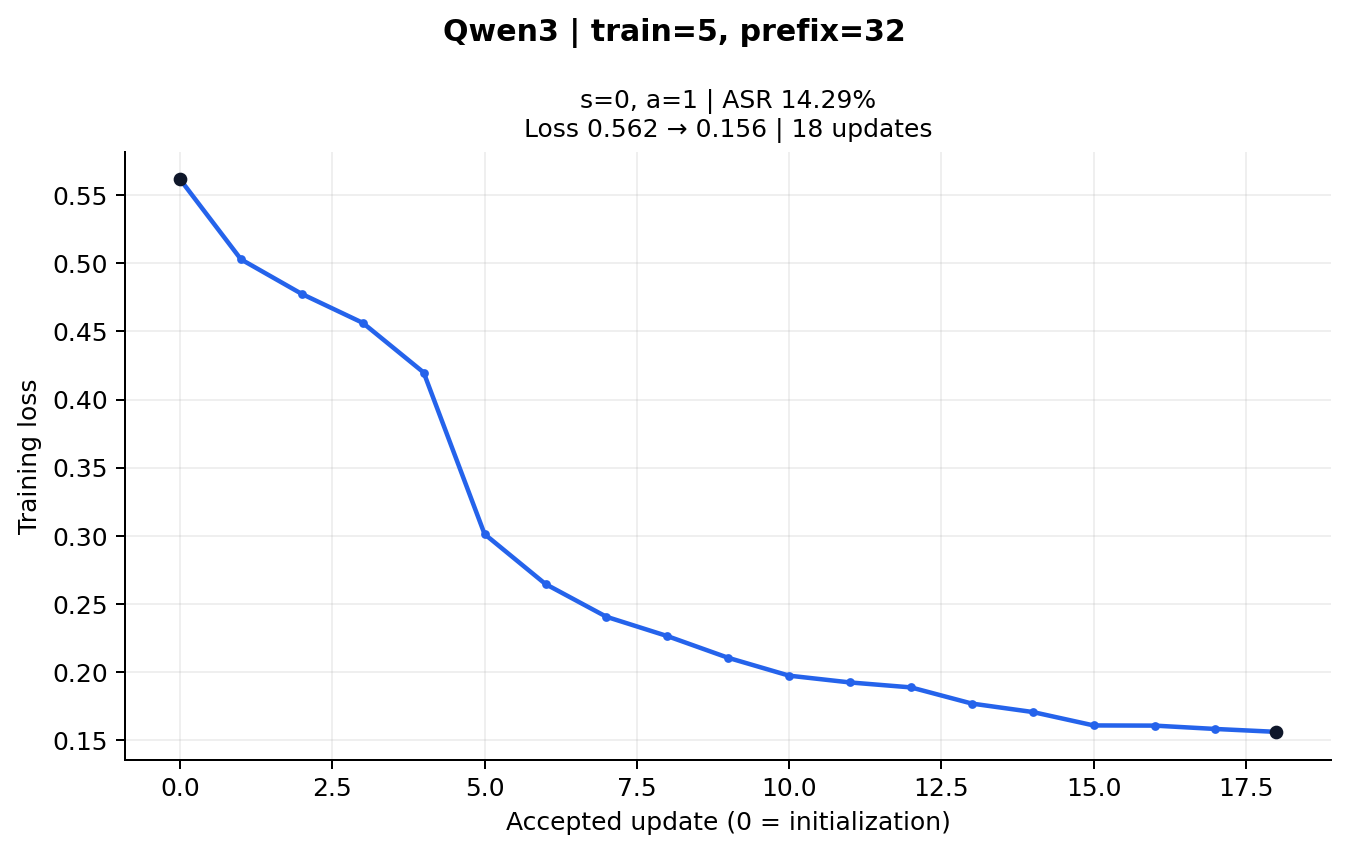 Qwen3 | train=5, prefix=32
s=0, a=1 | ASR 14.29%
Loss 0.562 → 0.156 | 18 updates
Training loss
0.55
0.50
0.45
0.40
0.35
0.30
0.25
0.20
0.15
0.0 2.5 5.0 7.5 10.0 12.5 15.0 17.5
Accepted update (0 = initialization)